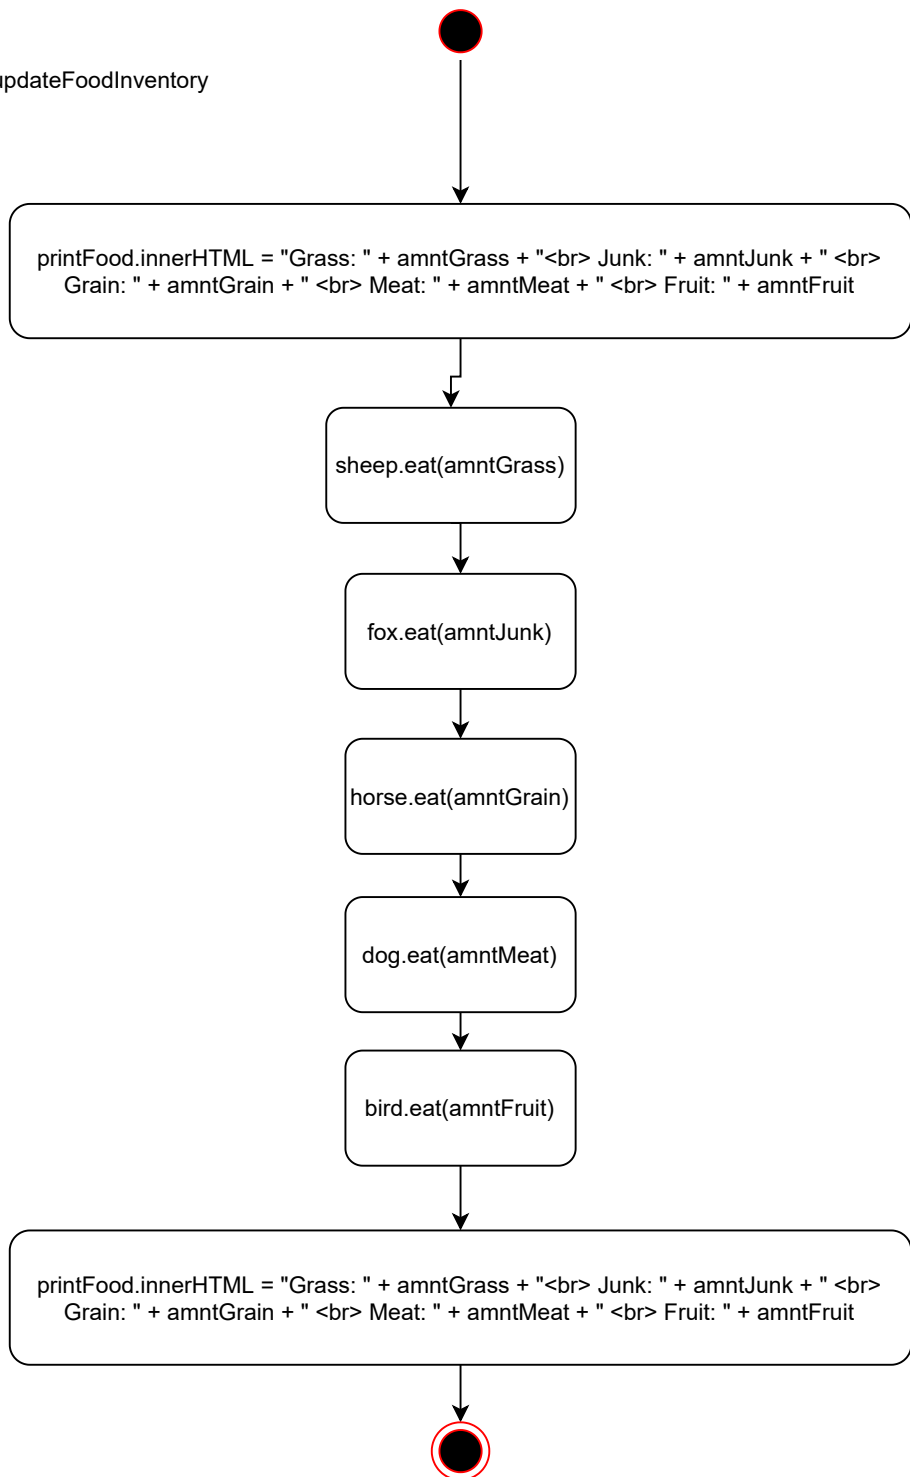 updateFoodInventory
printFood.innerHTML = "Grass: " + amntGrass + "<br> Junk: " + amntJunk + " <br>
Grain: " + amntGrain + " <br> Meat: " + amntMeat + " <br> Fruit: " + amntFruit
sheep.eat(amntGrass)
fox.eat(amntJunk)
horse.eat(amntGrain)
dog.eat(amntMeat)
bird.eat(amntFruit)
printFood.innerHTML = "Grass: " + amntGrass + "<br> Junk: " + amntJunk + " <br>
Grain: " + amntGrain + " <br> Meat: " + amntMeat + " <br> Fruit: " + amntFruit